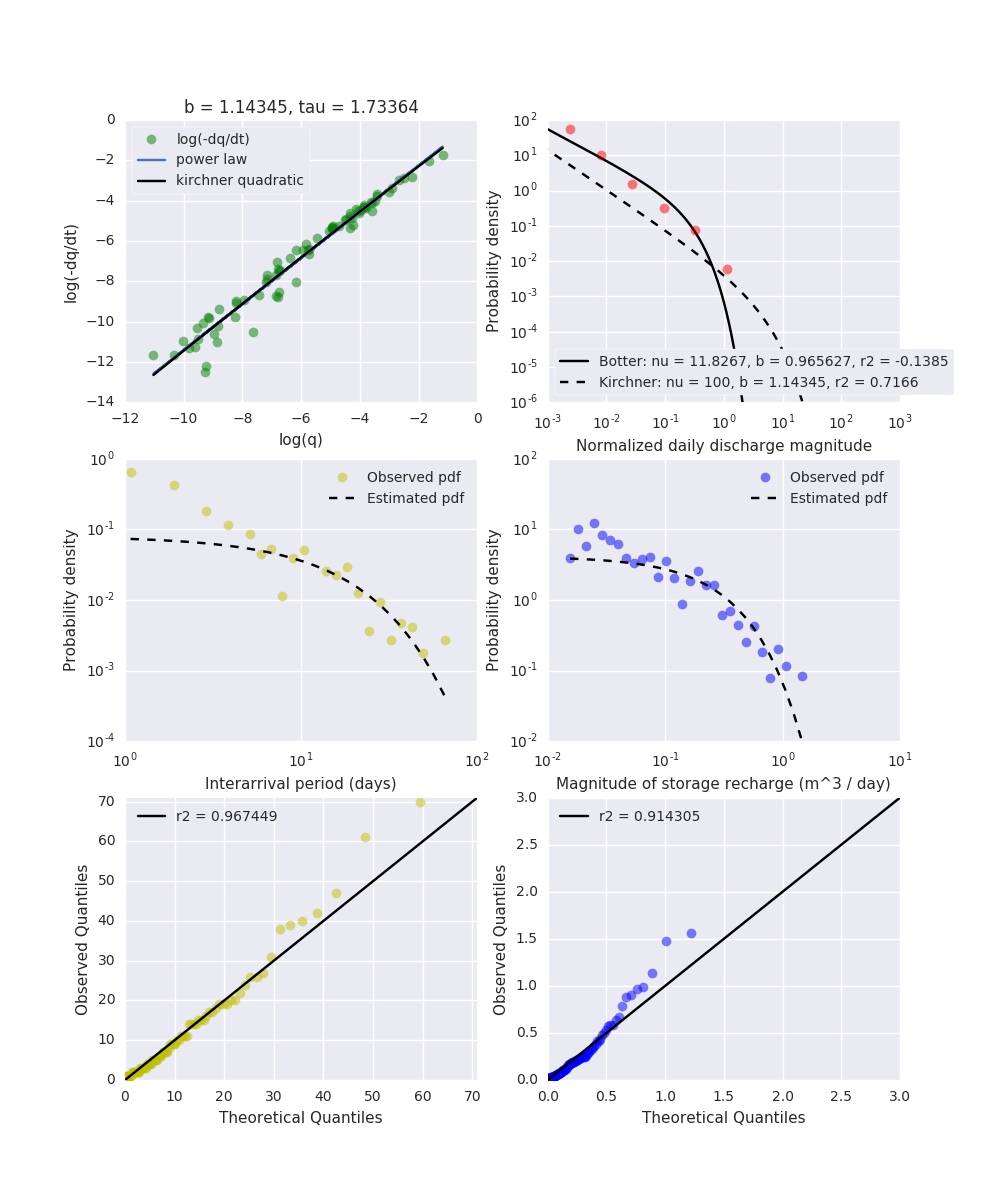 b = 1.14345, tau = 1.73364
0
−2
−4
−6
−8
−10
−12
−14
log(-dq/dt)
log(-dq/dt)
power law
kirchner quadratic
−12 −10 −8 −6 −4 −2 0
log(q)
10^2
10^1
10^0
10^-1
10^-2
10^-3
10^-4
10^-5
10^-6
Probability density
Botter: nu = 11.8267, b = 0.965627, r2 = -0.1385
Kirchner: nu = 100, b = 1.14345, r2 = 0.7166
10^-3 10^-2 10^-1 10^0 10^1 10^2 10^3
Normalized daily discharge magnitude
10^0
10^-1
10^-2
10^-3
10^-4
Probability density
Observed pdf
Estimated pdf
10^0 10^1 10^2
Interarrival period (days)
10^2
10^1
10^0
10^-1
10^-2
Probability density
Observed pdf
Estimated pdf
10^-2 10^-1 10^0 10^1
Magnitude of storage recharge (m^3 / day)
70
60
50
40
30
20
10
0
Observed Quantiles
r2 = 0.967449
0 10 20 30 40 50 60 70
Theoretical Quantiles
3.0
2.5
2.0
1.5
1.0
0.5
0.0
Observed Quantiles
r2 = 0.914305
0.0 0.5 1.0 1.5 2.0 2.5 3.0
Theoretical Quantiles